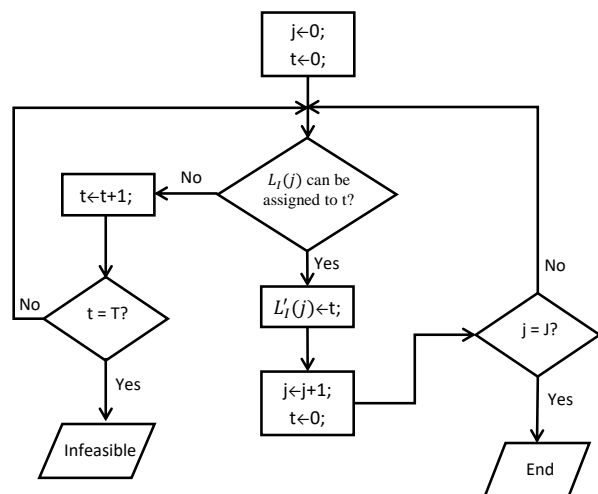 j←0;
t←0;
L_I(j) can be
assigned to t?
No
t←t+1;
Yes
L'_I(j)←t;
No
t = T?
No
j = J?
j←j+1;
t←0;
Yes
Yes
Infeasible
End